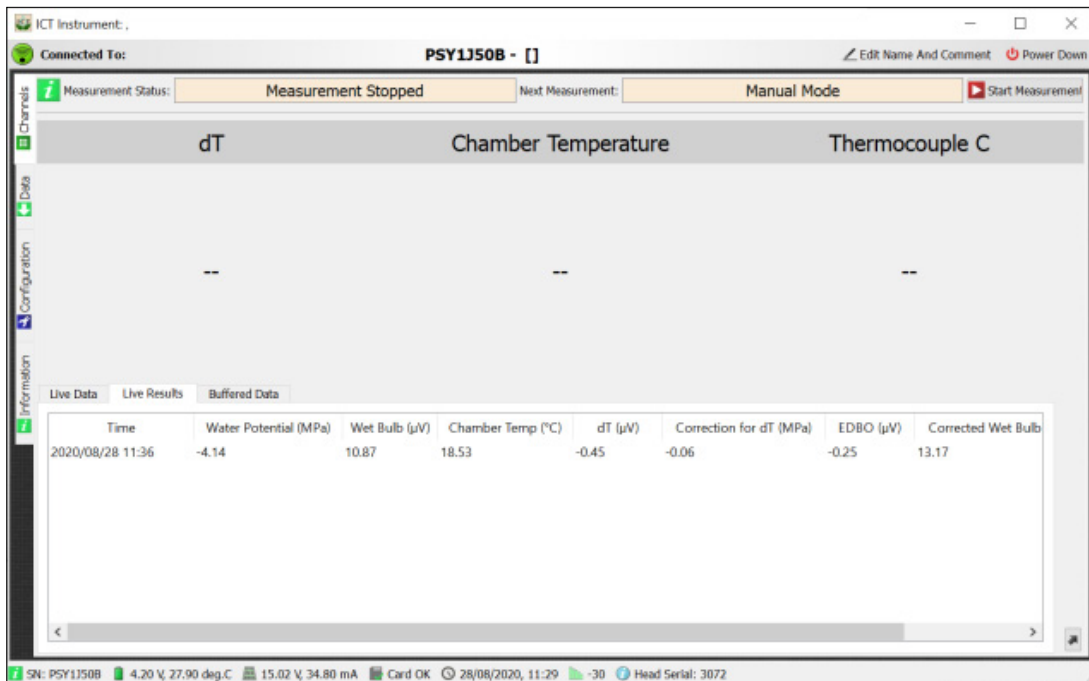 ICT Instrument: ,
Connected To: PSY1J50B - [] Edit Name And Comment Power Down
Measurement Status: Measurement Stopped Next Measurement: Manual Mode Start Measurement
Channels
Data
Configuration
Information
dT Chamber Temperature Thermocouple C
-- -- --
Live Data Live Results Buffered Data
Time Water Potential (MPa) Wet Bulb (µV) Chamber Temp (°C) dT (µV) Correction for dT (MPa) EDBO (µV) Corrected Wet Bulb
2020/08/28 11:36 -4.14 10.87 18.53 -0.45 -0.06 -0.25 13.17
SN: PSY1J50B 4.20 V, 27.90 deg.C 15.02 V, 34.80 mA Card OK 28/08/2020, 11:29 -30 Head Serial: 3072